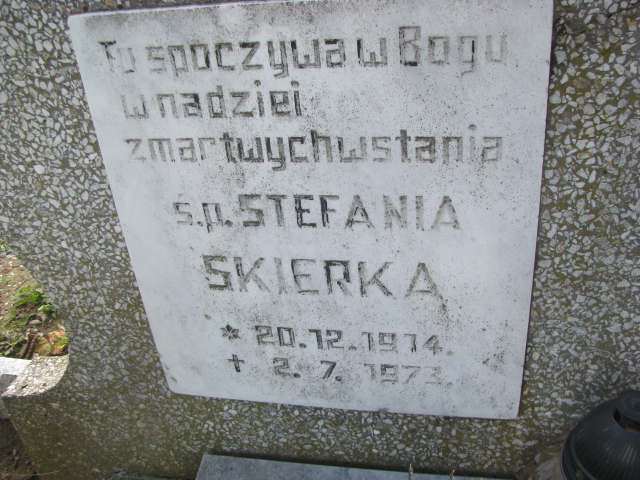 Tu spoczywa w Bogu
w nadziei
zmartwychwstania
ś.p. STEFANIA
SKIERKA
* 20.12.1914.
+ 2.7. 1973.